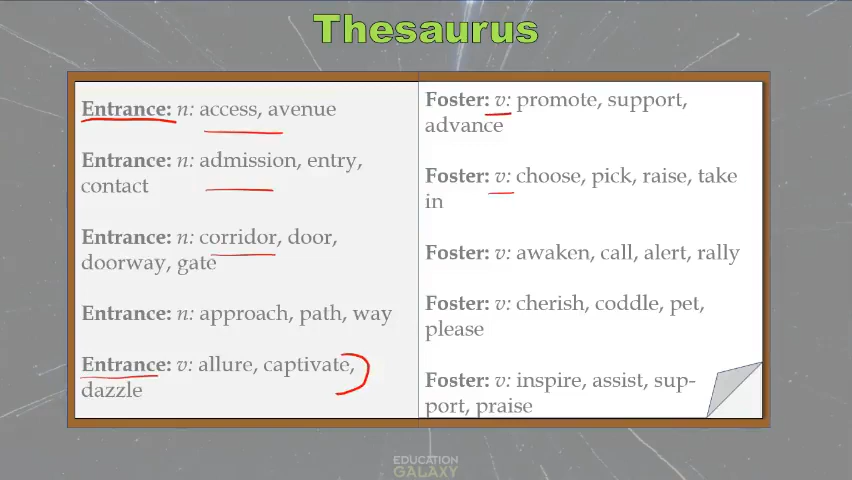 Thesaurus
Entrance: n: access, avenue
Entrance: n: admission, entry,
contact
Entrance: n: corridor, door,
doorway, gate
Entrance: n: approach, path, way
Entrance: v: allure, captivate,
dazzle
Foster: v: promote, support,
advance
Foster: v: choose, pick, raise, take
in
Foster: v: awaken, call, alert, rally
Foster: v: cherish, coddle, pet,
please
Foster: v: inspire, assist, sup-
port, praise
EDUCATION
GALAXY